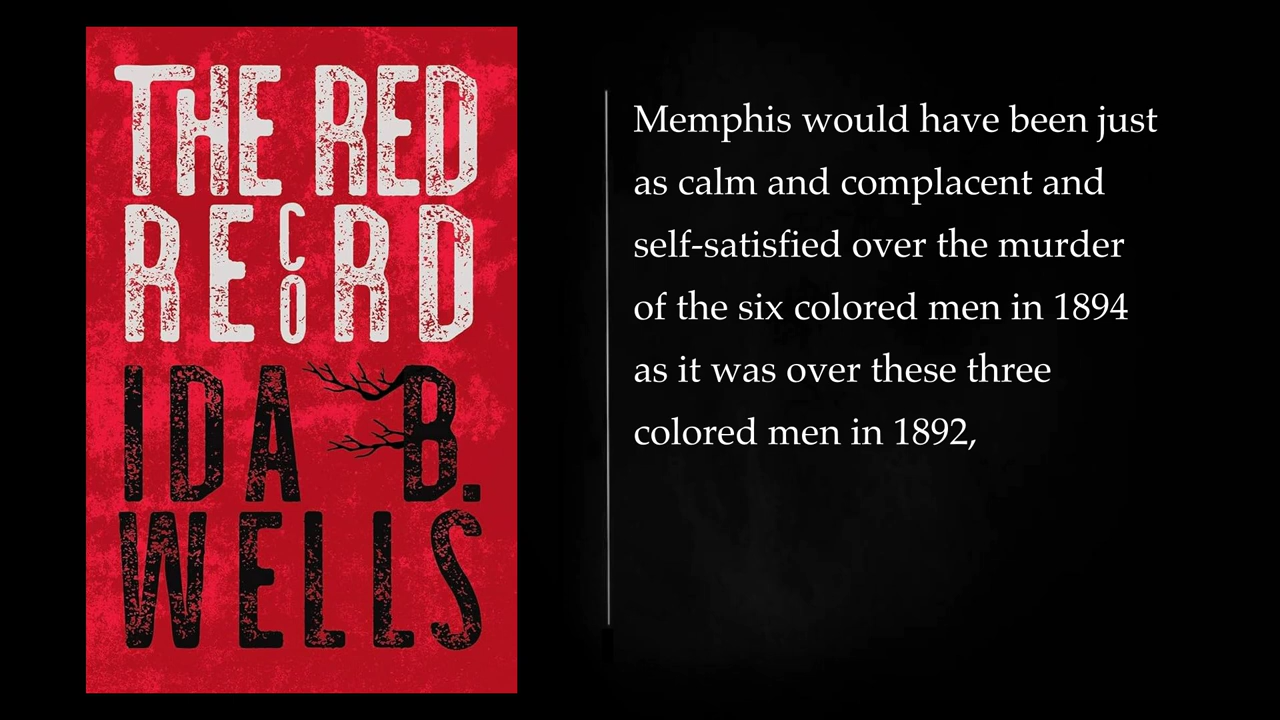 THE RED
RECORD
IDA B.
WELLS
Memphis would have been just
as calm and complacent and
self-satisfied over the murder
of the six colored men in 1894
as it was over these three
colored men in 1892,